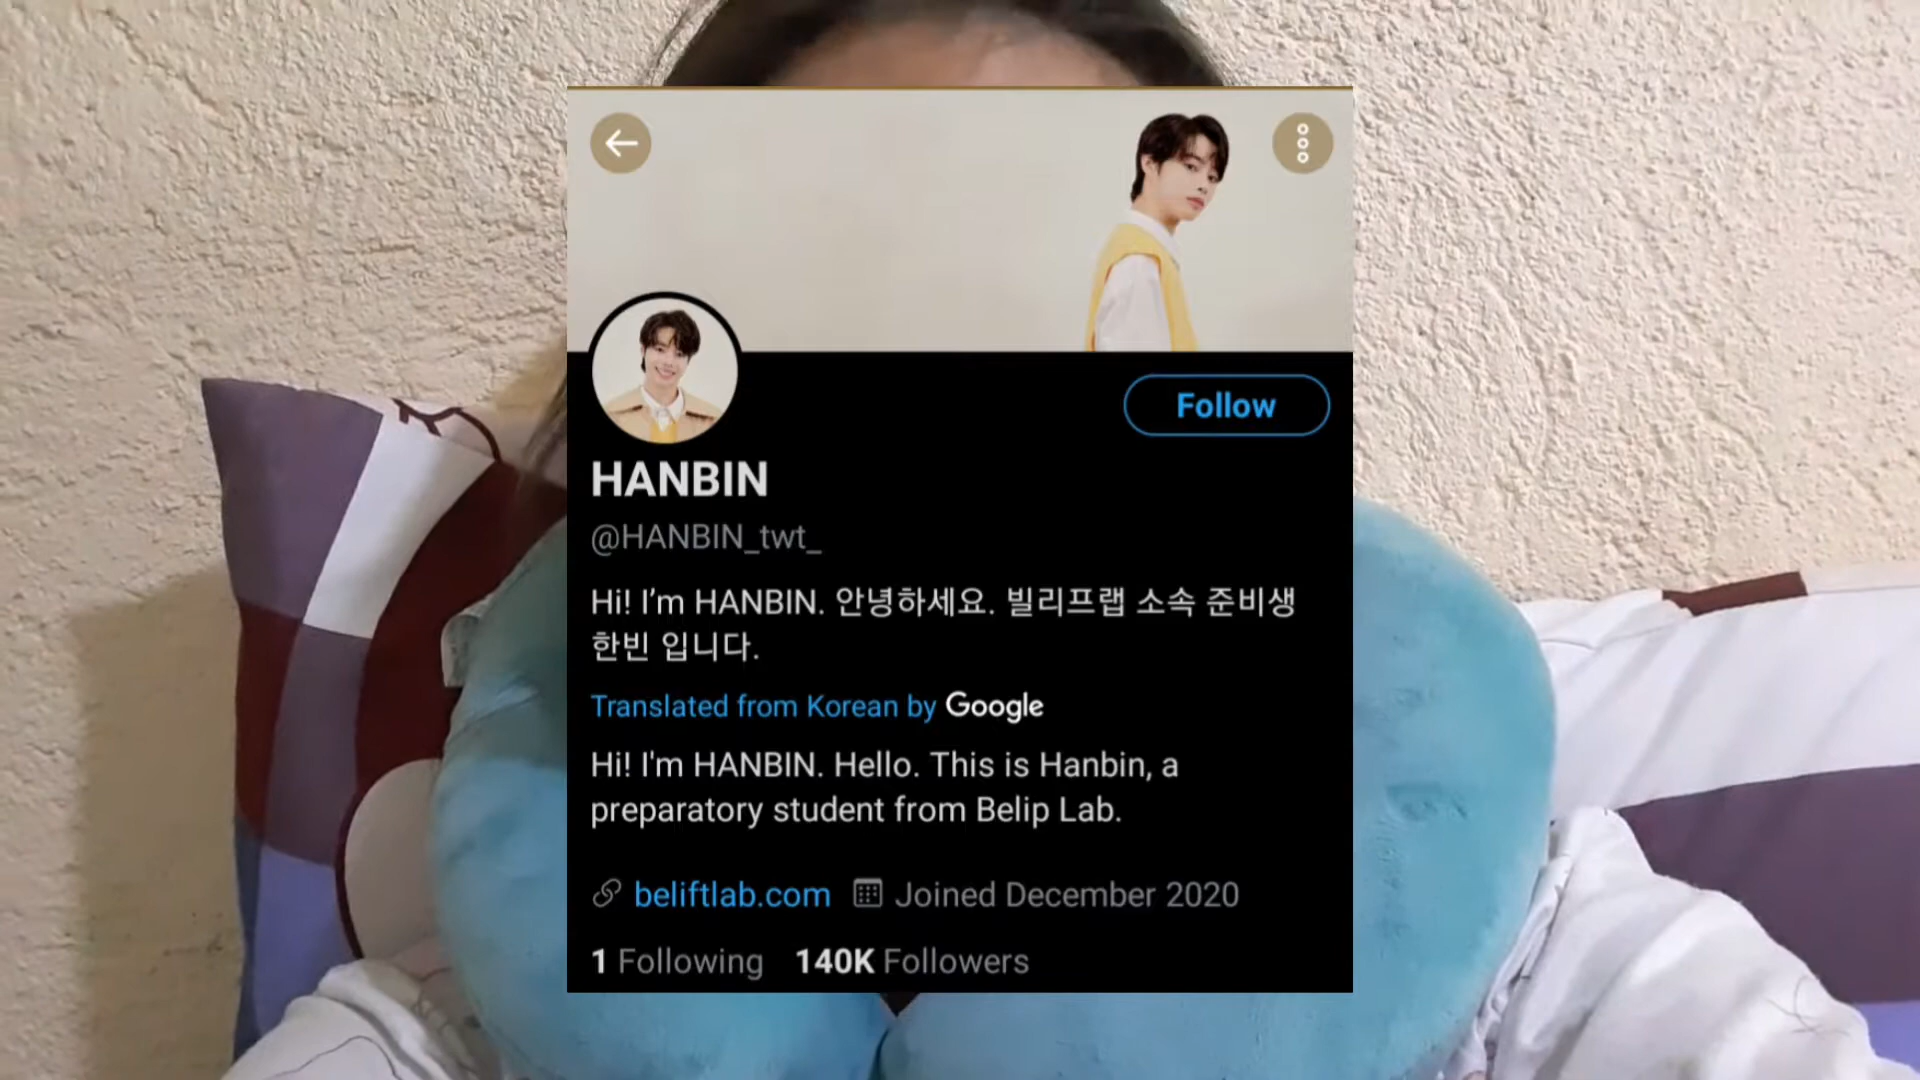 HANBIN
@HANBIN_twt_
Hi! I’m HANBIN. 안녕하세요. 빌리프랩 소속 준비생
한빈 입니다.
Translated from Korean by Google
Hi! I'm HANBIN. Hello. This is Hanbin, a
preparatory student from Belip Lab.
beliftlab.com Joined December 2020
1 Following 140K Followers
Follow